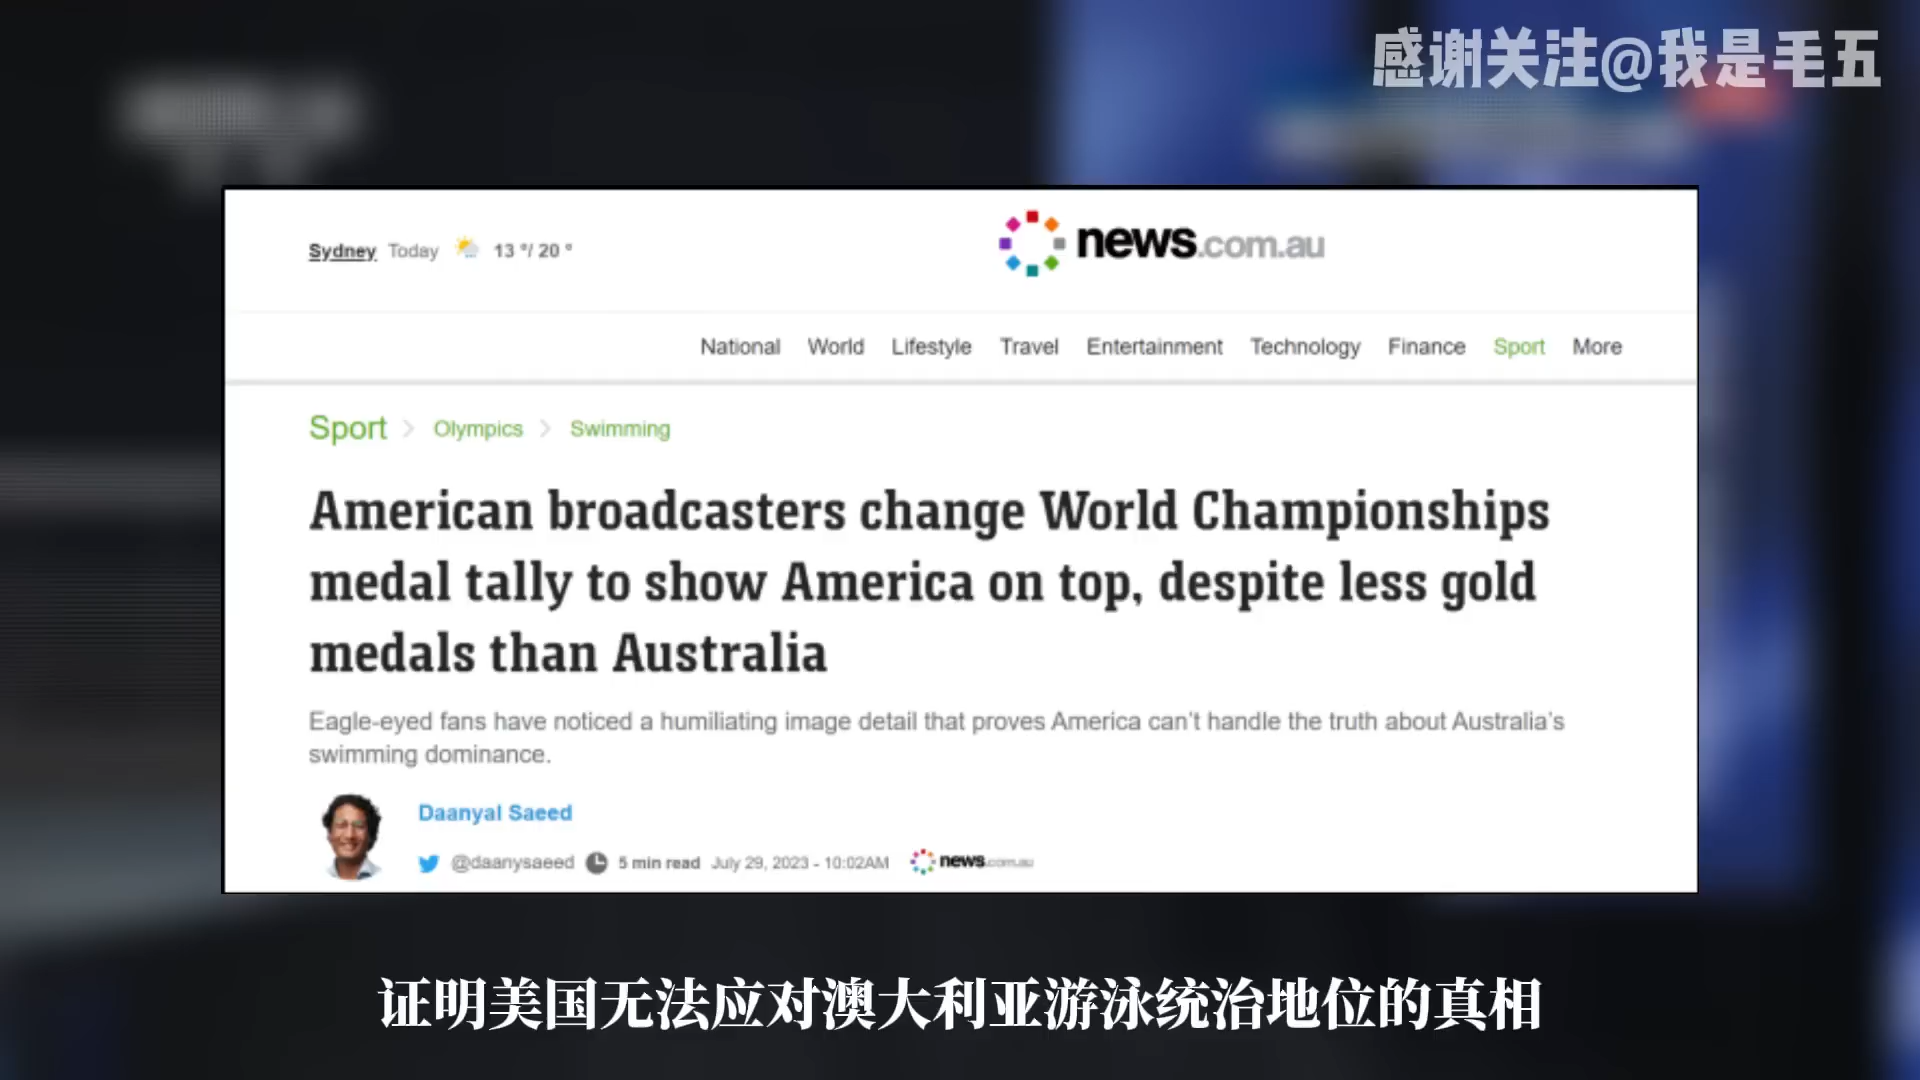 感谢关注@我是毛五
Sydney Today 13 °/ 20 °
news.com.au
National World Lifestyle Travel Entertainment Technology Finance Sport More
Sport > Olympics > Swimming
American broadcasters change World Championships
medal tally to show America on top, despite less gold
medals than Australia
Eagle-eyed fans have noticed a humiliating image detail that proves America can't handle the truth about Australia's
swimming dominance.
Daanyal Saeed
@daanysaeed 5 min read July 29, 2023 - 10:02AM news.com.au
证明美国无法应对澳大利亚游泳统治地位的真相